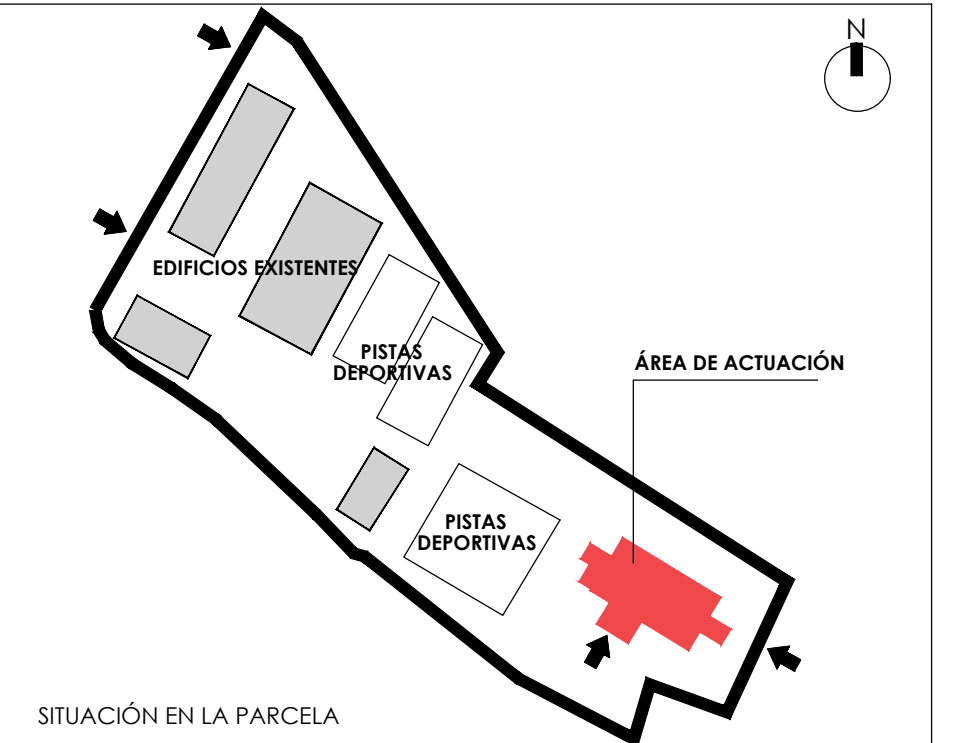 N
EDIFICIOS EXISTENTES
PISTAS
DEPORTIVAS
ÁREA DE ACTUACIÓN
PISTAS
DEPORTIVAS
SITUACIÓN EN LA PARCELA